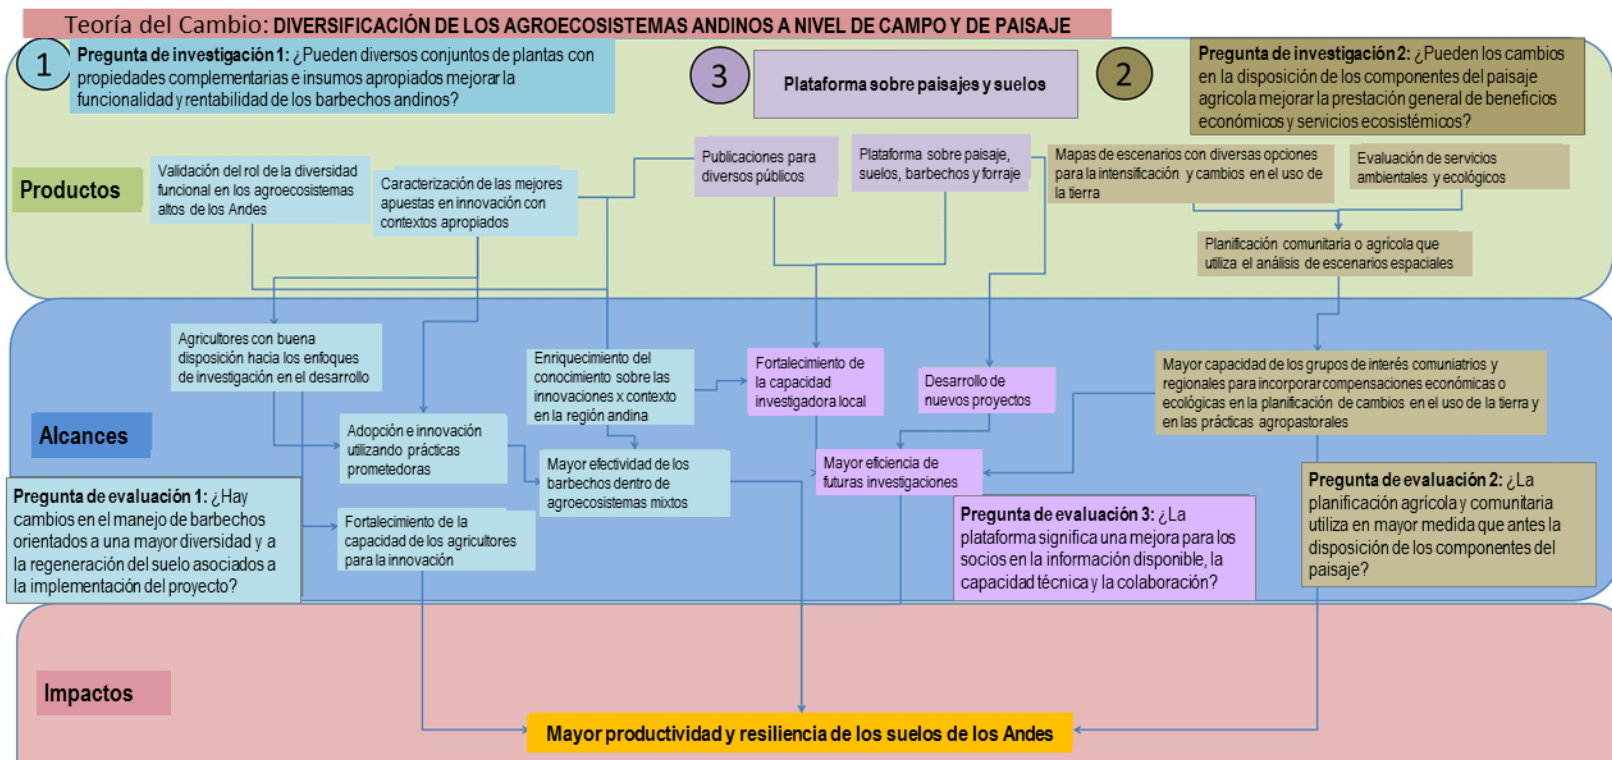 Teoría del Cambio: DIVERSIFICACIÓN DE LOS AGROECOSISTEMAS ANDINOS A NIVEL DE CAMPO Y DE PAISAJE
1
Pregunta de investigación 1: ¿Pueden diversos conjuntos de plantas con
propiedades complementarias e insumos apropiados mejorar la
funcionalidad y rentabilidad de los barbechos andinos?
3
Plataforma sobre paisajes y suelos
2
Pregunta de investigación 2: ¿Pueden los cambios
en la disposición de los componentes del paisaje
agrícola mejorar la prestación general de beneficios
económicos y servicios ecosistémicos?
Productos
Validación del rol de la diversidad
funcional en los agroecosistemas
altos de los Andes
Caracterización de las mejores
apuestas en innovación con
contextos apropiados
Publicaciones para
diversos públicos
Plataforma sobre paisaje,
suelos, barbechos y forraje
Mapas de escenarios con diversas opciones
para la intensificación y cambios en el uso de
la tierra
Evaluación de servicios
ambientales y ecológicos
Planificación comunitaria o agrícola que
utiliza el análisis de escenarios espaciales
Alcances
Agricultores con buena
disposición hacia los enfoques
de investigación en el desarrollo
Adopción e innovación
utilizando prácticas
prometedoras
Enriquecimiento del
conocimiento sobre las
innovaciones x contexto
en la región andina
Fortalecimiento de
la capacidad
investigadora local
Desarrollo de
nuevos proyectos
Mayor capacidad de los grupos de interés comuniatrios y
regionales para incorporar compensaciones económicas o
ecológicas en la planificación de cambios en el uso de la tierra y
en las prácticas agropastorales
Mayor efectividad de los
barbechos dentro de
agroecosistemas mixtos
Mayor eficiencia de
futuras investigaciones
Fortalecimiento de la
capacidad de los agricultores
para la innovación
Pregunta de evaluación 1: ¿Hay
cambios en el manejo de barbechos
orientados a una mayor diversidad y a
la regeneración del suelo asociados a
la implementación del proyecto?
Pregunta de evaluación 3: ¿La
plataforma significa una mejora para los
socios en la información disponible, la
capacidad técnica y la colaboración?
Pregunta de evaluación 2: ¿La
planificación agrícola y comunitaria
utiliza en mayor medida que antes la
disposición de los componentes del
paisaje?
Impactos
Mayor productividad y resiliencia de los suelos de los Andes